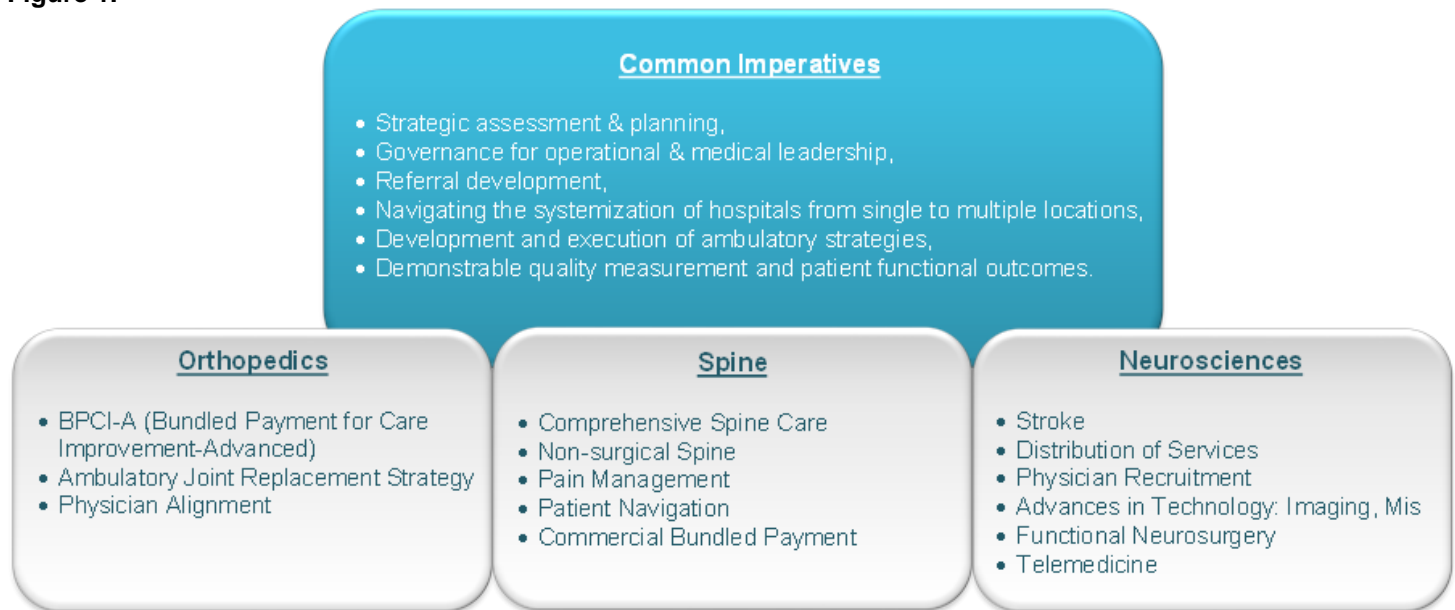 Figure 1.
Common Imperatives
• Strategic assessment & planning,
• Governance for operational & medical leadership,
• Referral development,
• Navigating the systemization of hospitals from single to multiple locations,
• Development and execution of ambulatory strategies,
• Demonstrable quality measurement and patient functional outcomes.
Orthopedics
• BPCI-A (Bundled Payment for Care
Improvement-Advanced)
• Ambulatory Joint Replacement Strategy
• Physician Alignment
Spine
• Comprehensive Spine Care
• Non-surgical Spine
• Pain Management
• Patient Navigation
• Commercial Bundled Payment
Neurosciences
• Stroke
• Distribution of Services
• Physician Recruitment
• Advances in Technology: Imaging, Mis
• Functional Neurosurgery
• Telemedicine